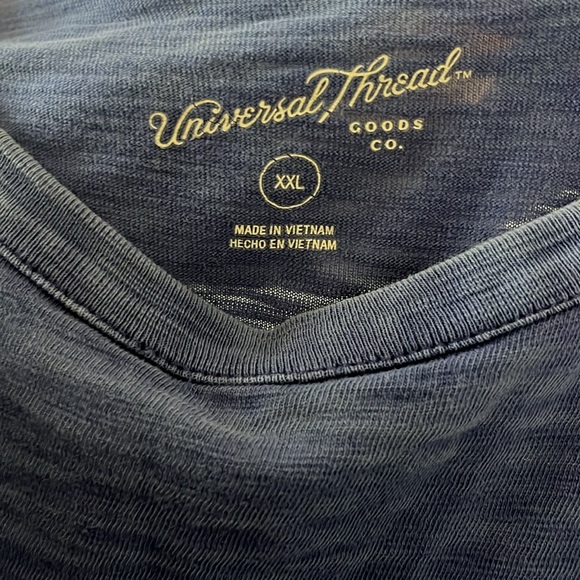 Universal Thread™
GOODS
CO.
XXL
MADE IN VIETNAM
HECHO EN VIETNAM